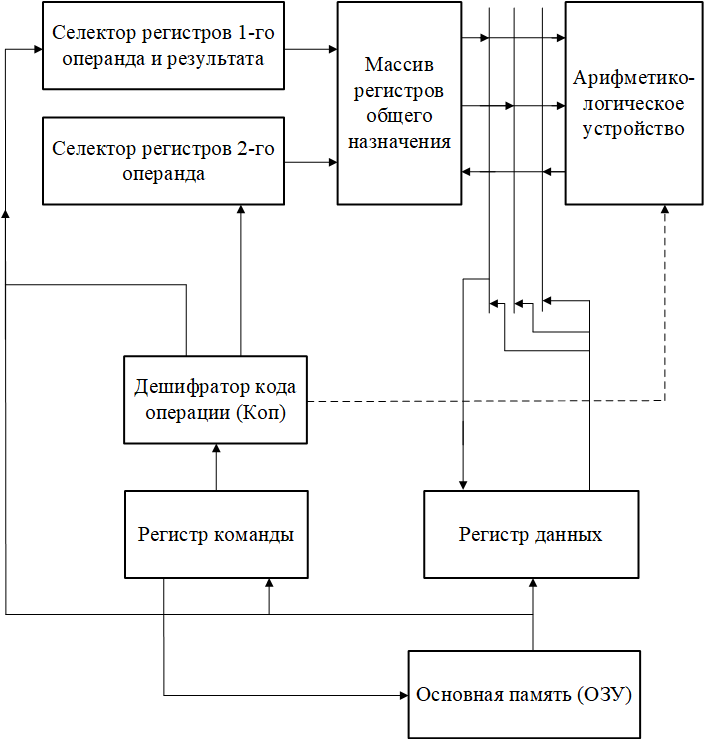 Селектор регистров 1-го
операнда и результата
Массив
регистров
общего
назначения
Арифметико-
логическое
устройство
Селектор регистров 2-го
операнда
Дешифратор кода
операции (Коп)
Регистр команды
Регистр данных
Основная память (ОЗУ)